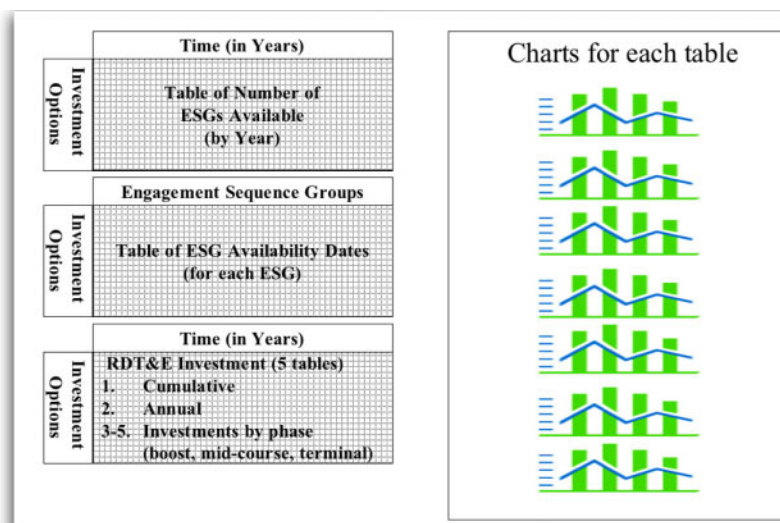 Time (in Years)
Investment
Options
Table of Number of
ESGs Available
(by Year)
Engagement Sequence Groups
Investment
Options
Table of ESG Availability Dates
(for each ESG)
Time (in Years)
Investment
Options
RDT&E Investment (5 tables)
1. Cumulative
2. Annual
3-5. Investments by phase
(boost, mid-course, terminal)
Charts for each table